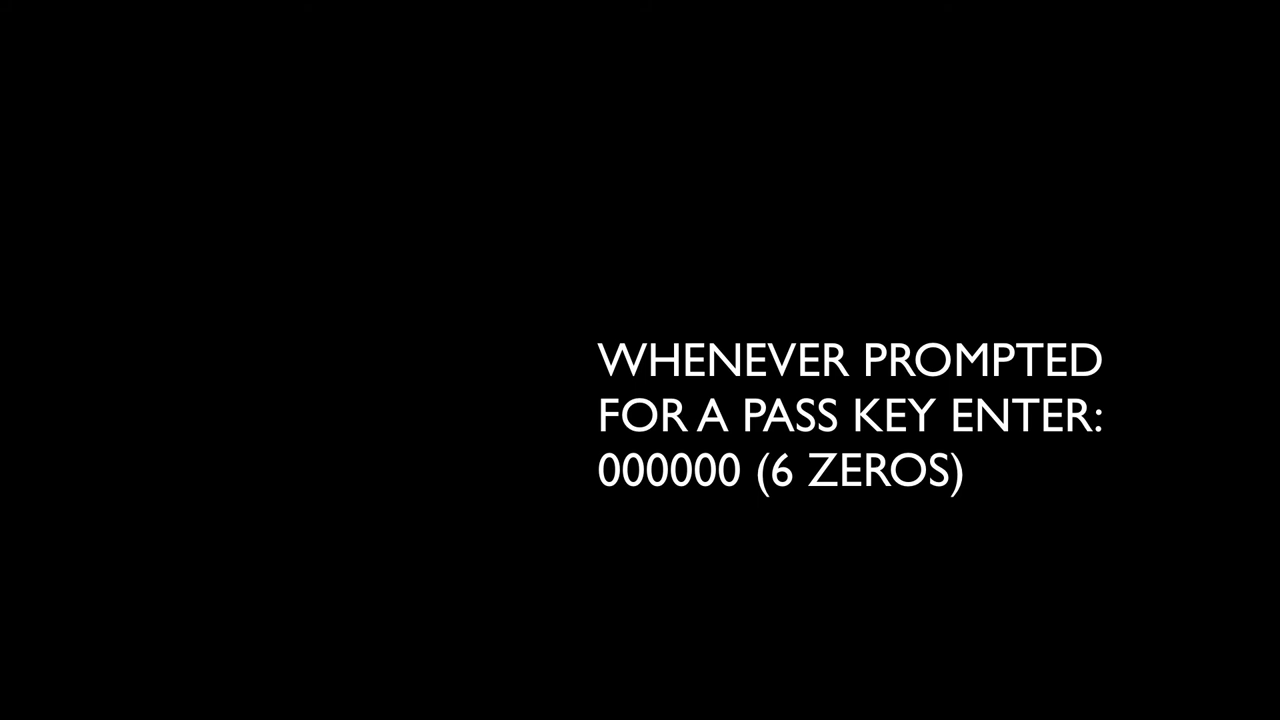 WHENEVER PROMPTED
FOR A PASS KEY ENTER:
000000 (6 ZEROS)